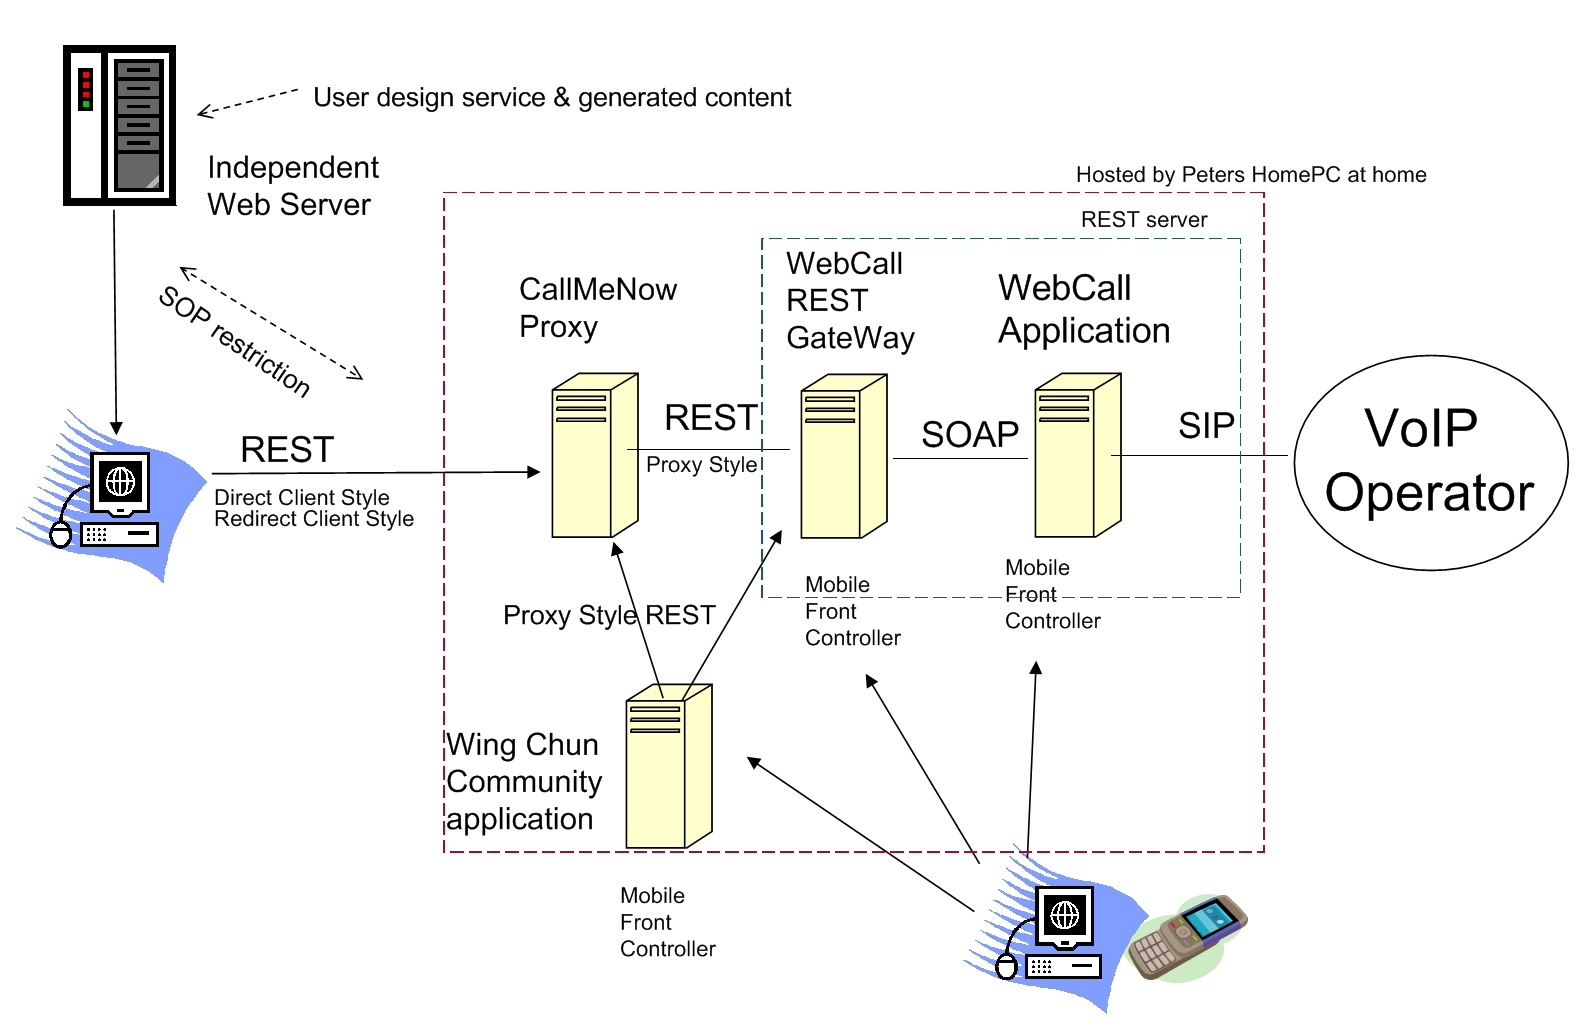 User design service & generated content
Independent
Web Server
Hosted by Peters HomePC at home
REST server
SOP restriction
CallMeNow
Proxy
WebCall
REST
GateWay
WebCall
Application
REST
Direct Client Style
Redirect Client Style
REST
Proxy Style
SOAP
SIP
VoIP
Operator
Mobile
Front
Controller
Mobile
Front
Controller
Proxy Style REST
Wing Chun
Community
application
Mobile
Front
Controller